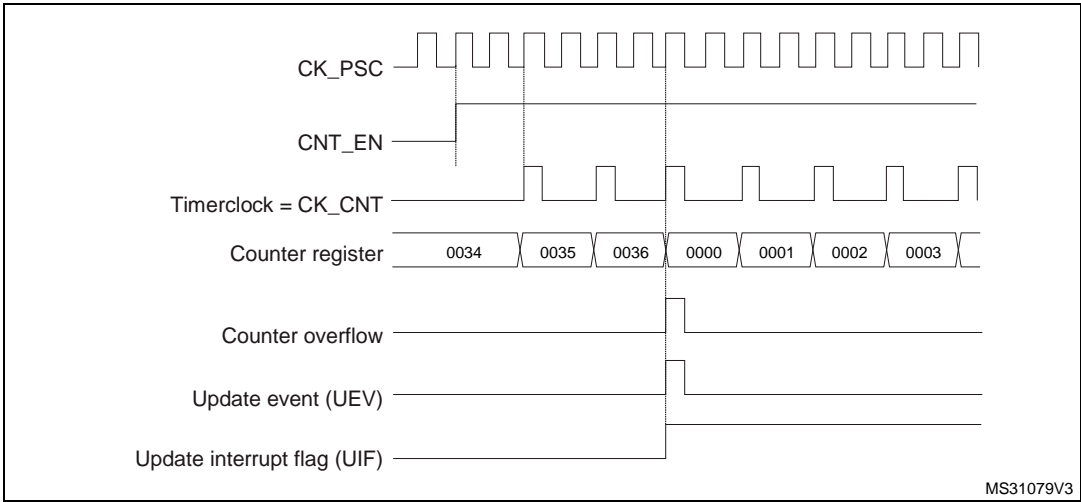 CK_PSC
CNT_EN
Timerclock = CK_CNT
Counter register 0034 0035 0036 0000 0001 0002 0003
Counter overflow
Update event (UEV)
Update interrupt flag (UIF)
MS31079V3